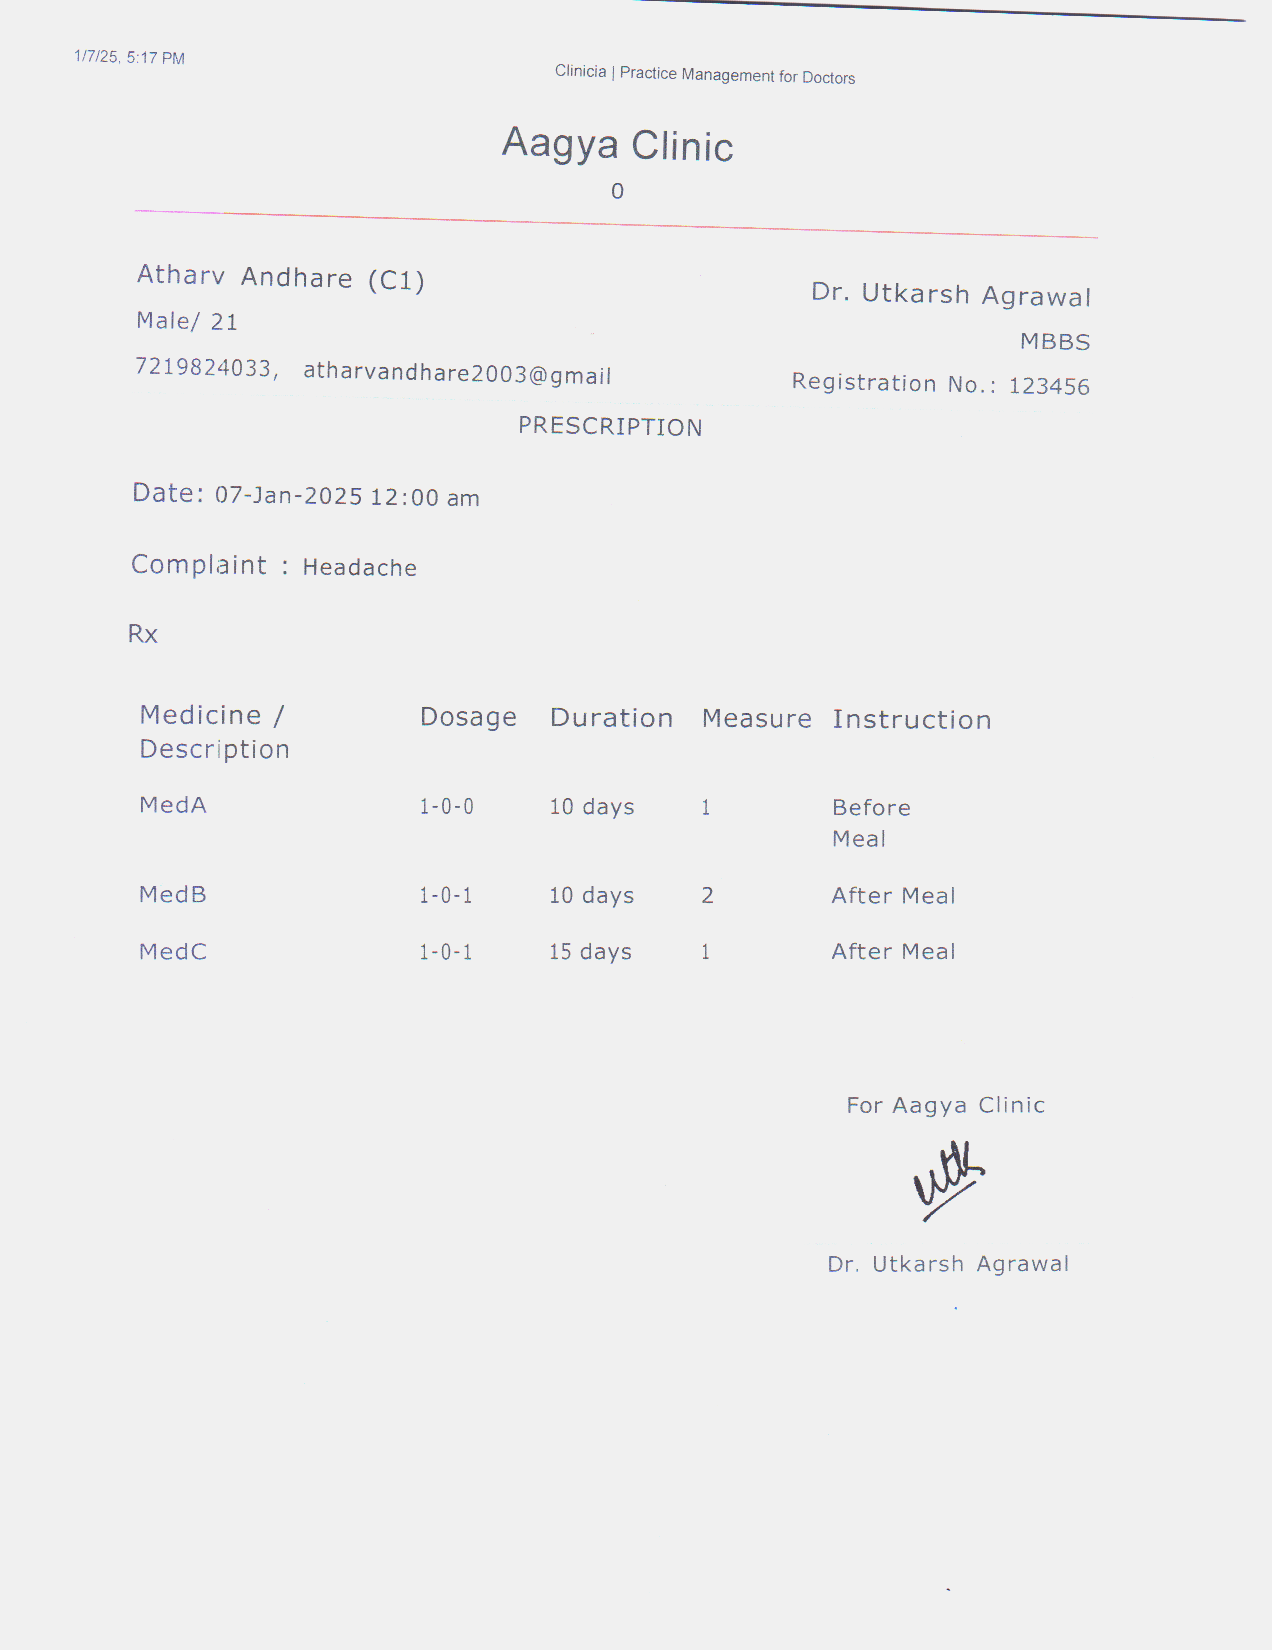 1/7/25, 5:17 PM
Clinicia | Practice Management for Doctors
Aagya Clinic
0
Atharv Andhare (C1)
Dr. Utkarsh Agrawal
Male/ 21
MBBS
7219824033, atharvandhare2003@gmail
Registration No.: 123456
PRESCRIPTION
Date: 07-Jan-2025 12:00 am
Complaint : Headache
Rx
Medicine / Dosage Duration Measure Instruction
Description
MedA 1-0-0 10 days 1 Before
Meal
MedB 1-0-1 10 days 2 After Meal
MedC 1-0-1 15 days 1 After Meal
For Aagya Clinic
utk
Dr. Utkarsh Agrawal